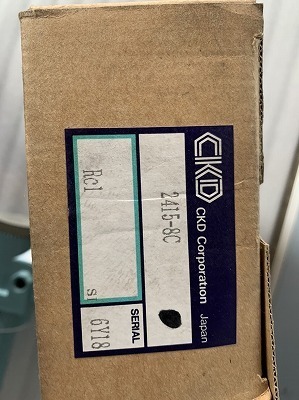 CKD
CKD Corporation Japan
2415-8C
Rc1
SERIAL
6Y18